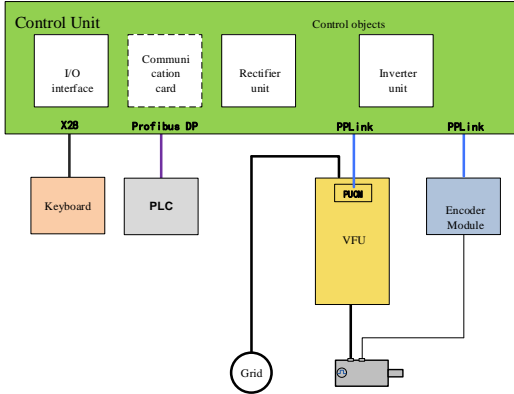 Control Unit
Control objects
I/O
interface
Communi
cation
card
Rectifier
unit
Inverter
unit
X28
Profibus DP
PPLink
PPLink
Keyboard
PLC
PUCM
VFU
Encoder
Module
Grid